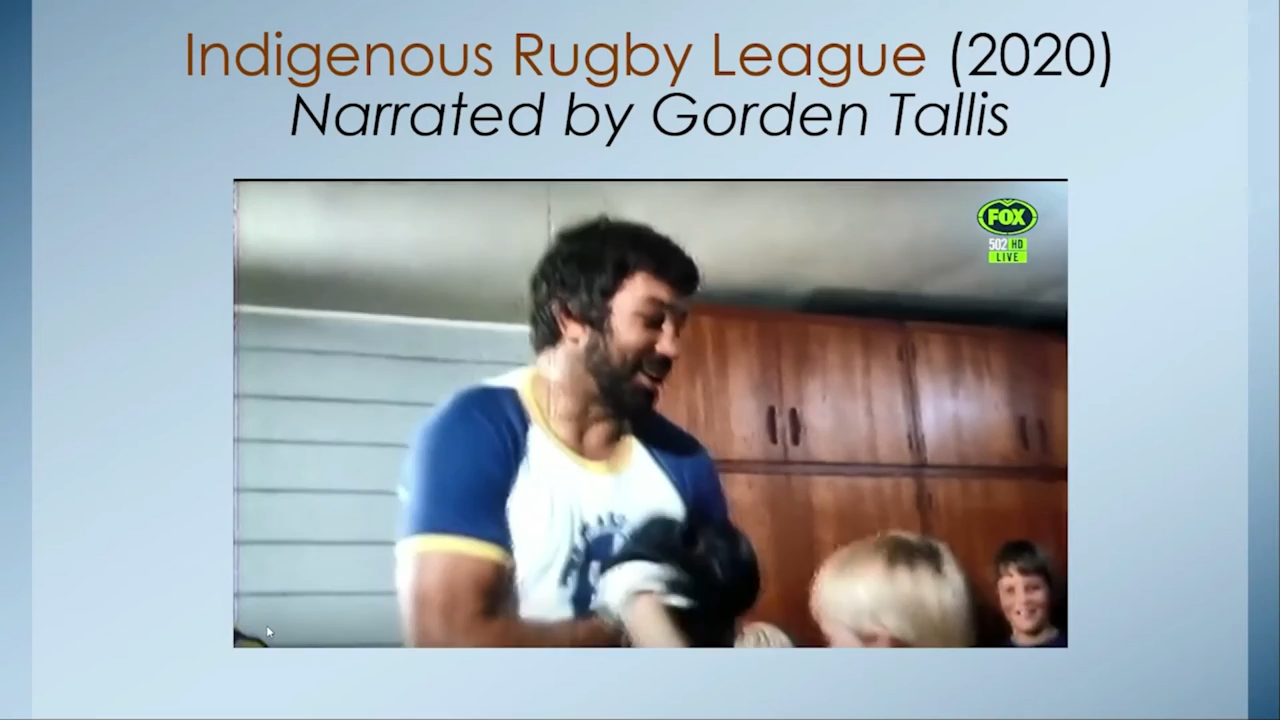 Indigenous Rugby League (2020)
Narrated by Gorden Tallis
FOX
502 HD
LIVE